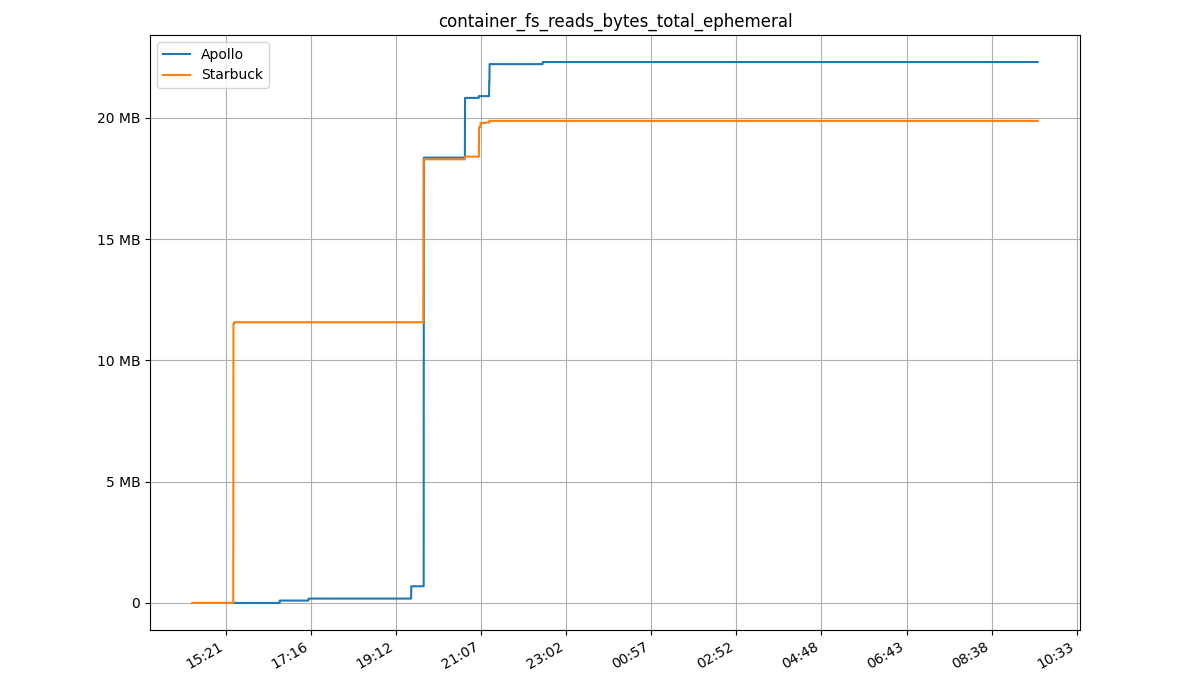 container_fs_reads_bytes_total_ephemeral
Apollo
Starbuck
20 MB
15 MB
10 MB
5 MB
0
15:21
17:16
19:12
21:07
23:02
00:57
02:52
04:48
06:43
08:38
10:33